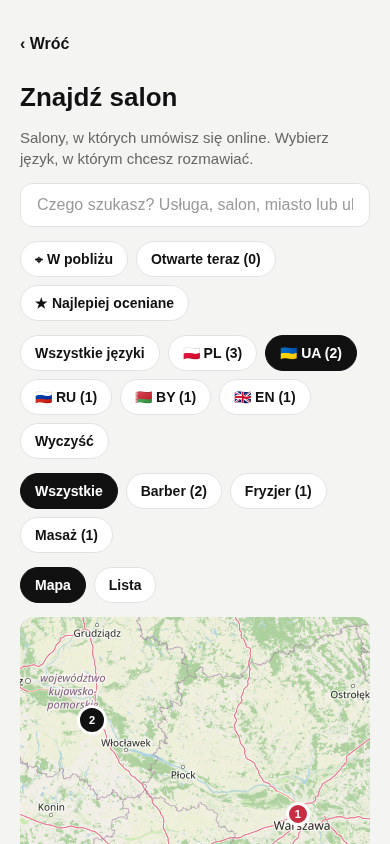 ‹ Wróć
Znajdź salon
Salony, w których umówisz się online. Wybierz
język, w którym chcesz rozmawiać.
Czego szukasz? Usługa, salon, miasto lub ul
⌖ W pobliżu
Otwarte teraz (0)
★ Najlepiej oceniane
Wszystkie języki
🇵🇱 PL (3)
🇺🇦 UA (2)
🇷🇺 RU (1)
🇧🇾 BY (1)
🇬🇧 EN (1)
Wyczyść
Wszystkie
Barber (2)
Fryzjer (1)
Masaż (1)
Mapa
Lista
Grudziądz
województwo
kujawsko-
pomorskie
Ostrołęk
2
Włocławek
Płock
Konin
1
Warszawa